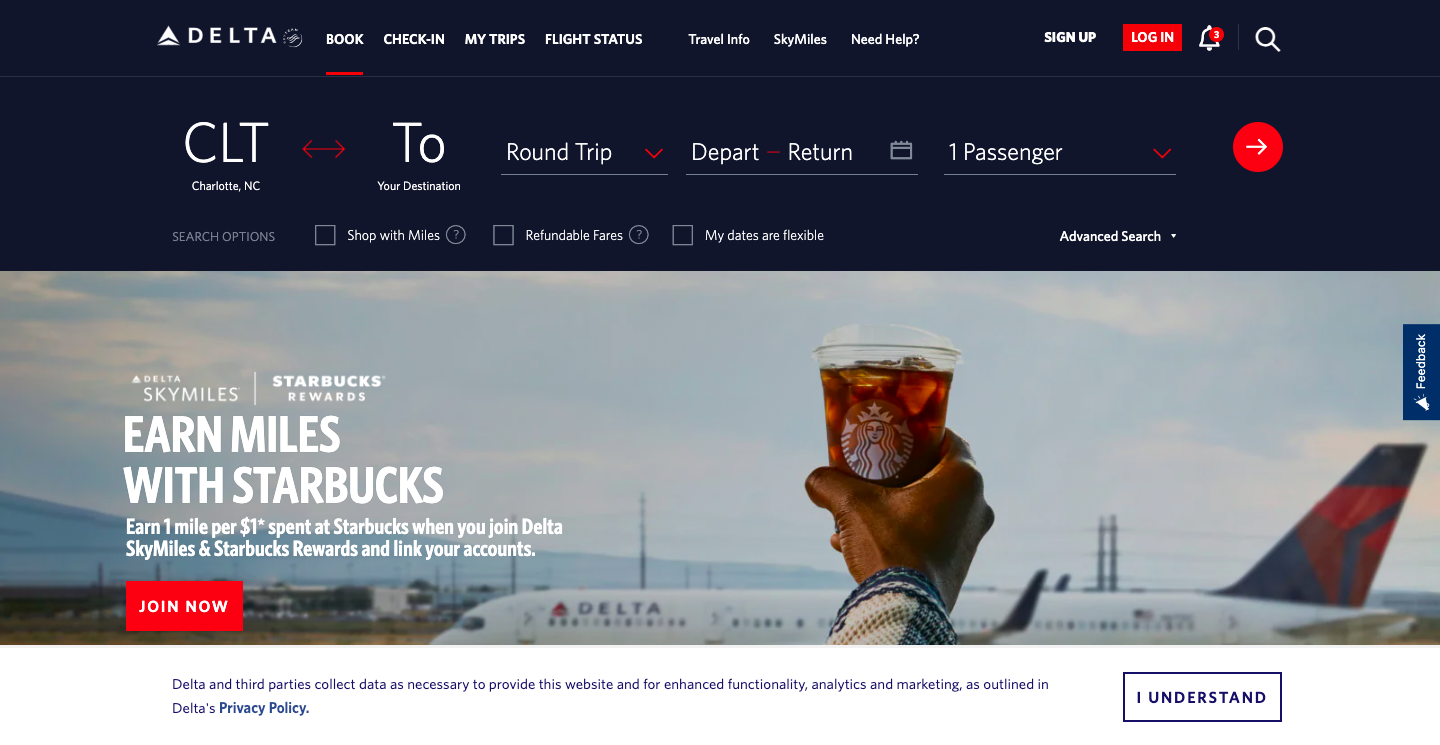 DELTA
BOOK
CHECK-IN
MY TRIPS
FLIGHT STATUS
Travel Info
SkyMiles
Need Help?
SIGN UP
LOG IN
3
CLT
Charlotte, NC
To
Your Destination
Round Trip
Depart – Return
1 Passenger
SEARCH OPTIONS
Shop with Miles ?
Refundable Fares ?
My dates are flexible
Advanced Search
Feedback
DELTA
SKYMILES
STARBUCKS®
REWARDS
EARN MILES
WITH STARBUCKS
Earn 1 mile per $1* spent at Starbucks when you join Delta
SkyMiles & Starbucks Rewards and link your accounts.
JOIN NOW
DELTA
Delta and third parties collect data as necessary to provide this website and for enhanced functionality, analytics and marketing, as outlined in
Delta's Privacy Policy.
I UNDERSTAND